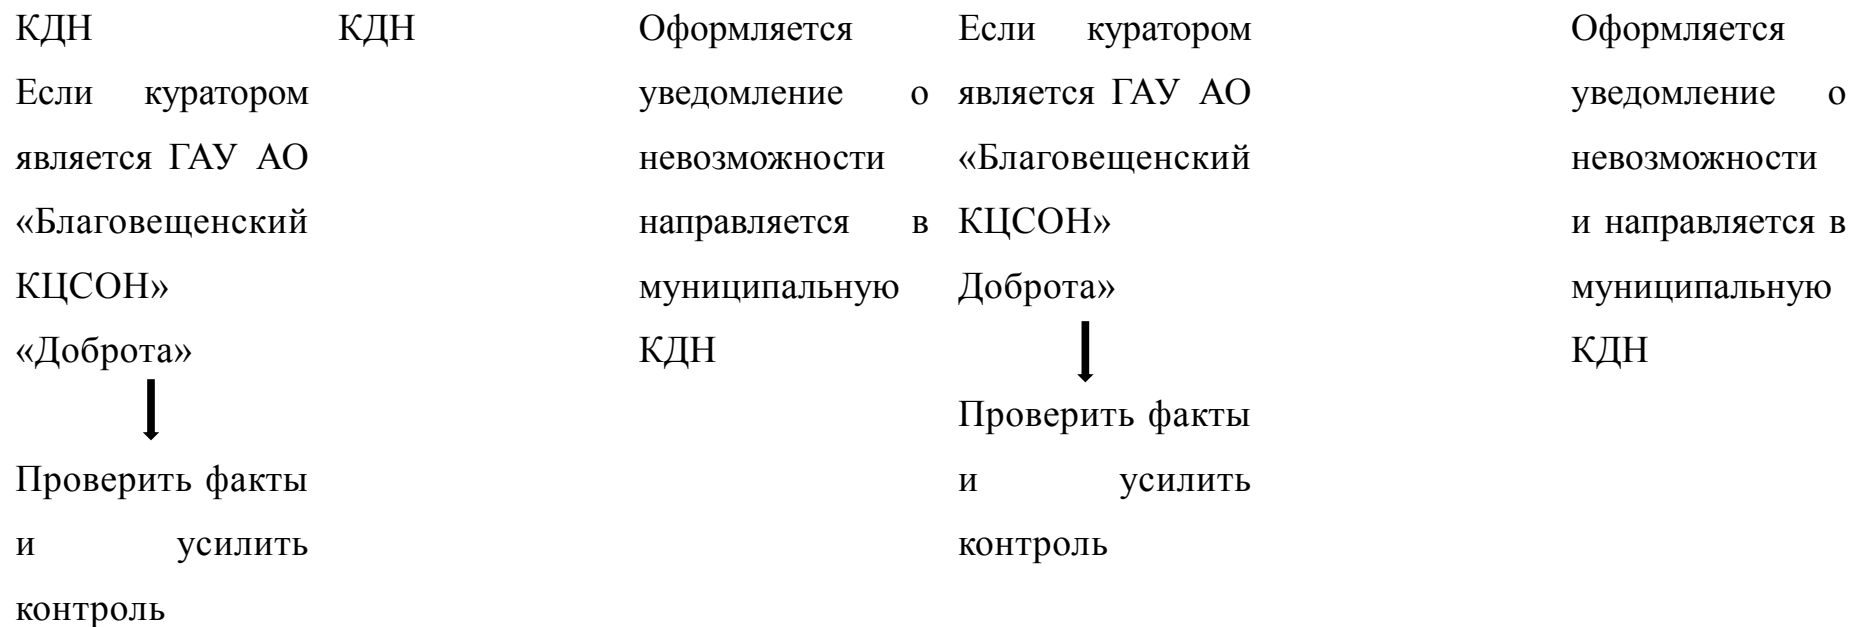 КДН
Если куратором
является ГАУ АО
«Благовещенский
КЦСОН»
«Доброта»
Проверить факты
и усилить
контроль
КДН
Оформляется
уведомление о
невозможности
направляется в
муниципальную
КДН
Если куратором
является ГАУ АО
«Благовещенский
КЦСОН»
Доброта»
Проверить факты
и усилить
контроль
Оформляется
уведомление о
невозможности
и направляется в
муниципальную
КДН